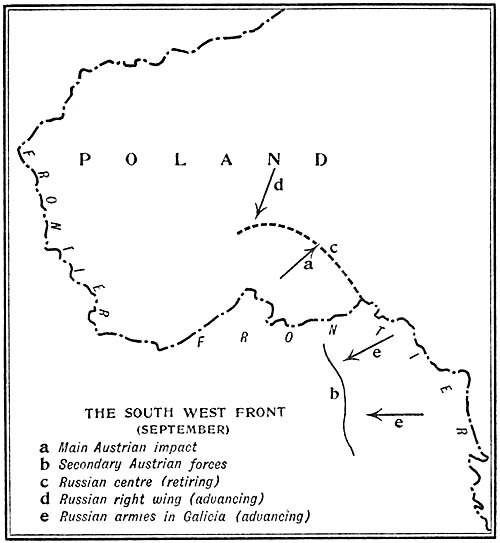 POLAND
d
c
a
FRONTIER
FRONTIER
e
b
e
THE SOUTH WEST FRONT
(SEPTEMBER)
a Main Austrian impact
b Secondary Austrian forces
c Russian centre (retiring)
d Russian right wing (advancing)
e Russian armies in Galicia (advancing)